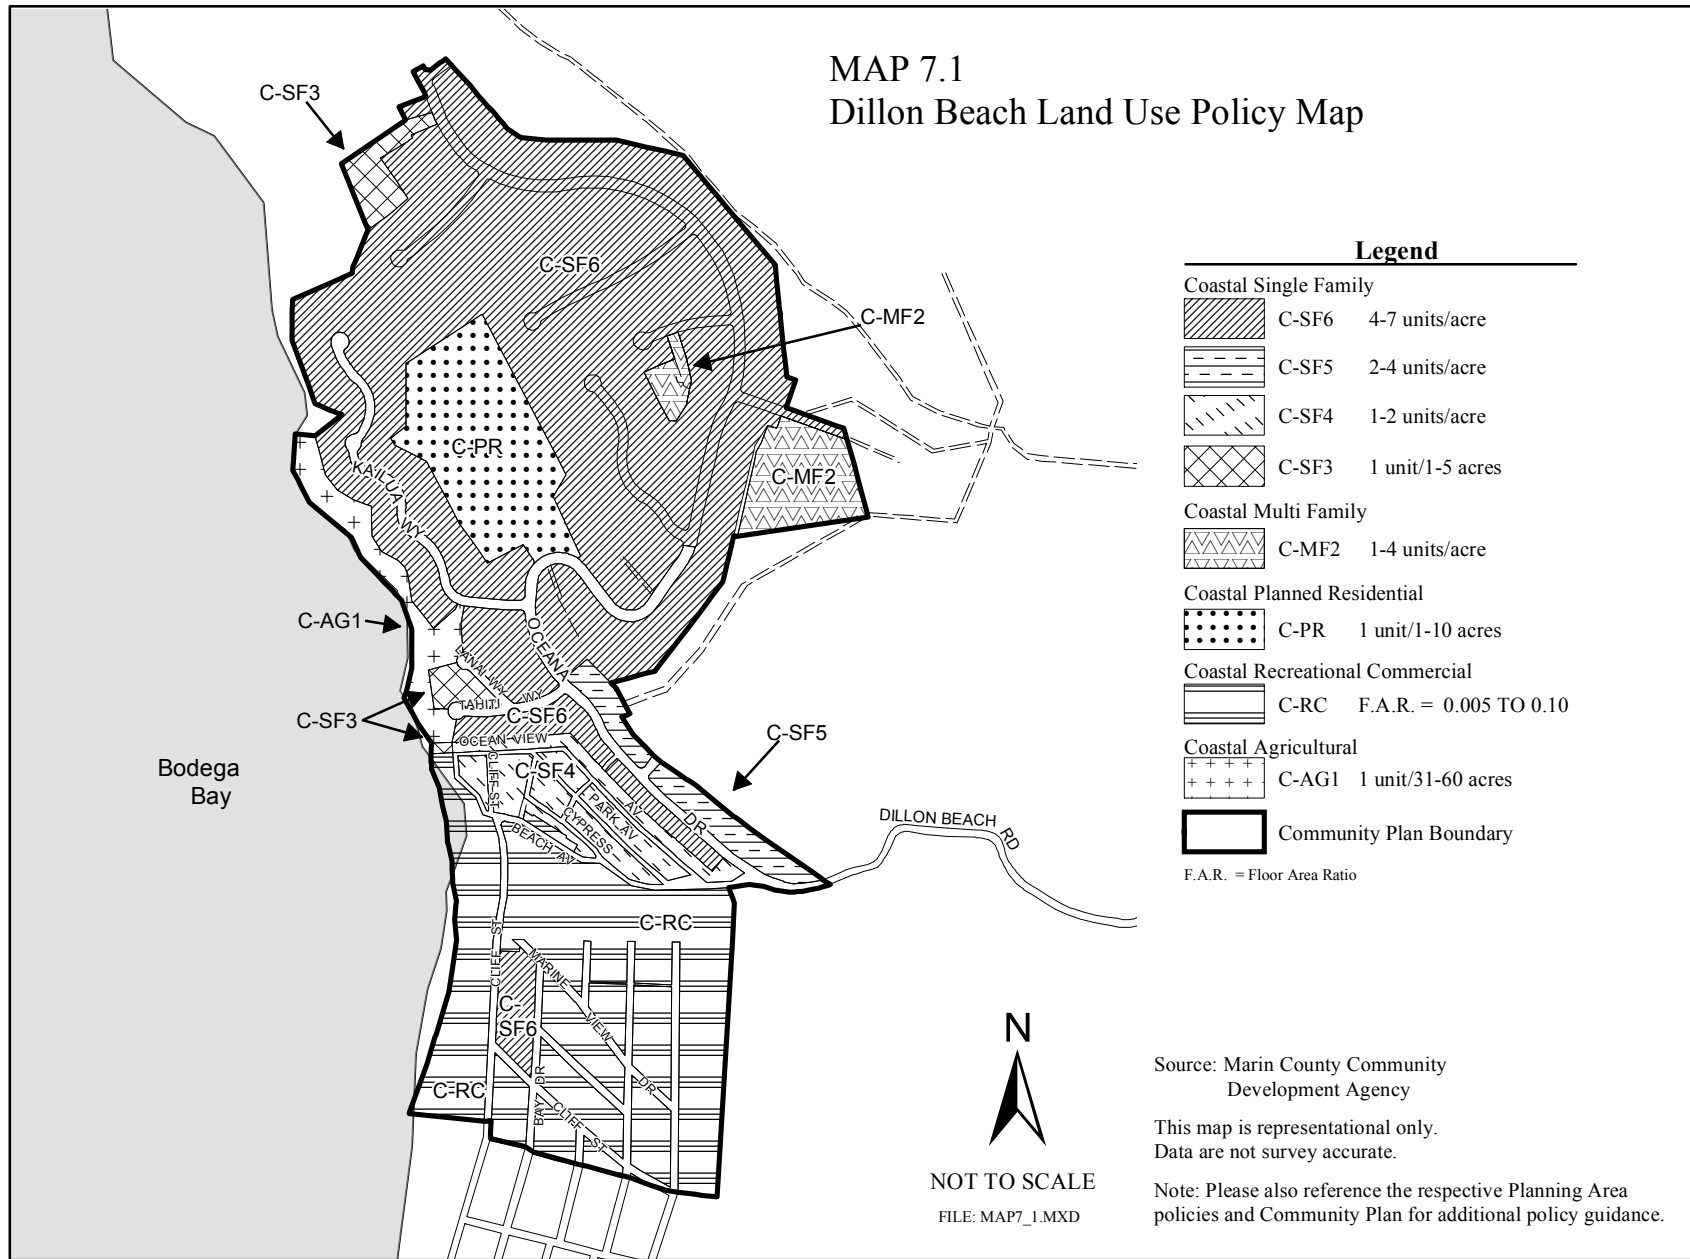 MAP 7.1
Dillon Beach Land Use Policy Map
C-SF3
C-SF6
C-MF2
C-PR
C-MF2
KAILUA WY
C-AG1
OCEANA
LANAI WY
TAHITI WY
C-SF3
C-SF6
OCEAN VIEW
C-SF5
CLIFF ST
C-SF4
AV
PARK AV
CYPRESS
DR
BEACH AV
DILLON BEACH RD
Bodega
Bay
C-RC
CLIFF ST
MARINE VIEW DR
C-
SF6
C-RC
BAY DR
CLIFF ST
Legend
Coastal Single Family
C-SF6 4-7 units/acre
C-SF5 2-4 units/acre
C-SF4 1-2 units/acre
C-SF3 1 unit/1-5 acres
Coastal Multi Family
C-MF2 1-4 units/acre
Coastal Planned Residential
C-PR 1 unit/1-10 acres
Coastal Recreational Commercial
C-RC F.A.R. = 0.005 TO 0.10
Coastal Agricultural
C-AG1 1 unit/31-60 acres
Community Plan Boundary
F.A.R. = Floor Area Ratio
N
NOT TO SCALE
FILE: MAP7_1.MXD
Source: Marin County Community
Development Agency
This map is representational only.
Data are not survey accurate.
Note: Please also reference the respective Planning Area
policies and Community Plan for additional policy guidance.